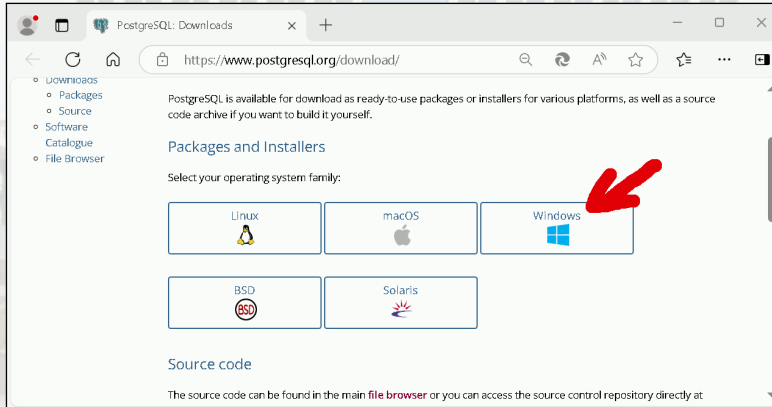 PostgreSQL: Downloads
https://www.postgresql.org/download/
Downloads
Packages
Source
Software
Catalogue
File Browser
PostgreSQL is available for download as ready-to-use packages or installers for various platforms, as well as a source
code archive if you want to build it yourself.
Packages and Installers
Select your operating system family:
Linux
macOS
Windows
BSD
BSD
Solaris
Source code
The source code can be found in the main file browser or you can access the source control repository directly at